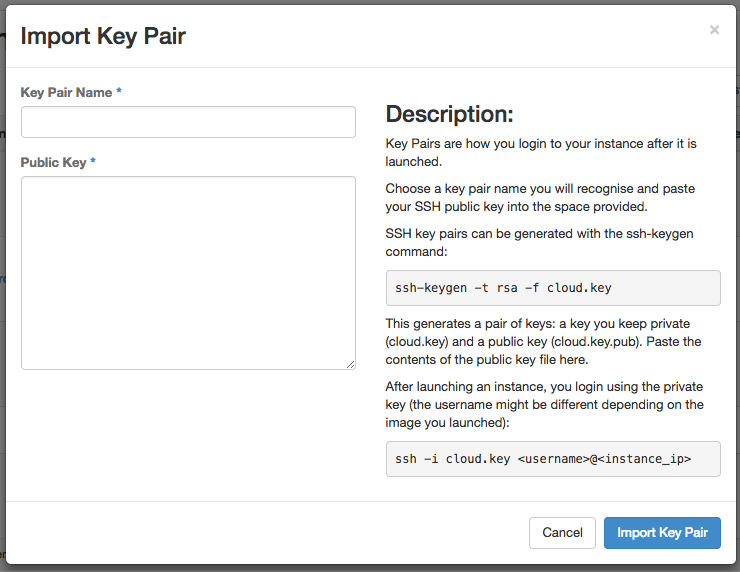 Import Key Pair
×
Key Pair Name *
Public Key *
Description:
Key Pairs are how you login to your instance after it is
launched.
Choose a key pair name you will recognise and paste
your SSH public key into the space provided.
SSH key pairs can be generated with the ssh-keygen
command:
ssh-keygen -t rsa -f cloud.key
This generates a pair of keys: a key you keep private
(cloud.key) and a public key (cloud.key.pub). Paste the
contents of the public key file here.
After launching an instance, you login using the private
key (the username might be different depending on the
image you launched):
ssh -i cloud.key <username>@<instance_ip>
Cancel
Import Key Pair